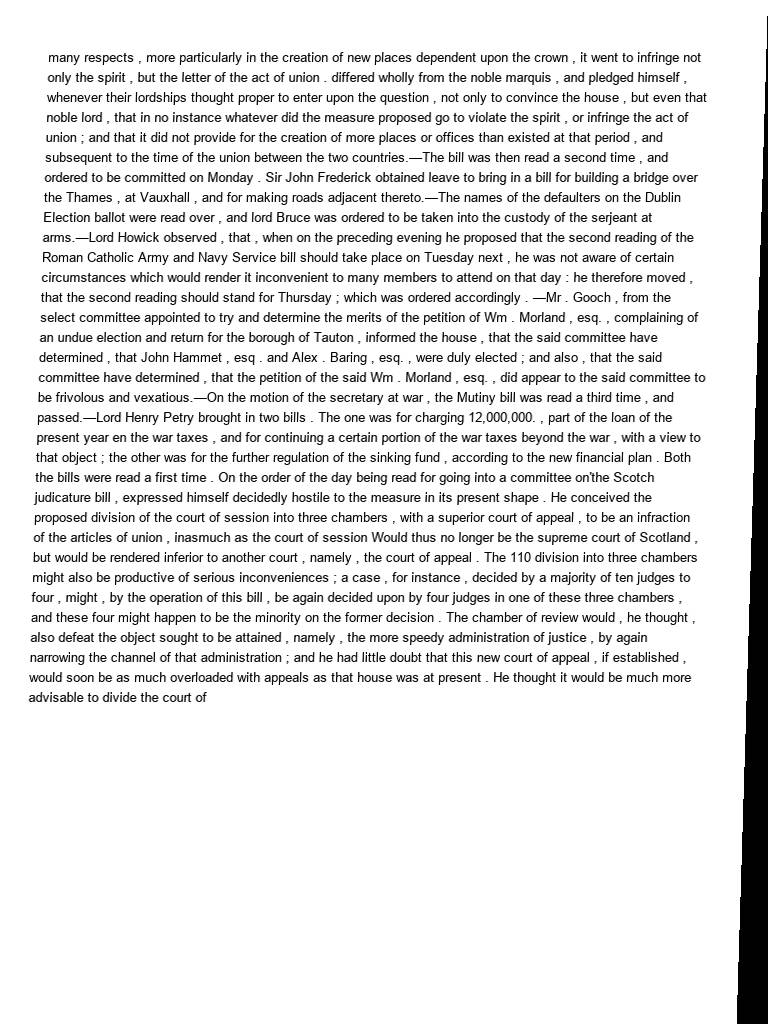 many respects , more particularly in the creation of new places dependent upon the crown , it went to infringe not
only the spirit , but the letter of the act of union . differed wholly from the noble marquis , and pledged himself ,
whenever their lordships thought proper to enter upon the question , not only to convince the house , but even that
noble lord , that in no instance whatever did the measure proposed go to violate the spirit , or infringe the act of
union ; and that it did not provide for the creation of more places or offices than existed at that period , and
subsequent to the time of the union between the two countries.—The bill was then read a second time , and
ordered to be committed on Monday . Sir John Frederick obtained leave to bring in a bill for building a bridge over
the Thames , at Vauxhall , and for making roads adjacent thereto.—The names of the defaulters on the Dublin
Election ballot were read over , and lord Bruce was ordered to be taken into the custody of the serjeant at
arms.—Lord Howick observed , that , when on the preceding evening he proposed that the second reading of the
Roman Catholic Army and Navy Service bill should take place on Tuesday next , he was not aware of certain
circumstances which would render it inconvenient to many members to attend on that day : he therefore moved ,
that the second reading should stand for Thursday ; which was ordered accordingly . —Mr . Gooch , from the
select committee appointed to try and determine the merits of the petition of Wm . Morland , esq. , complaining of
an undue election and return for the borough of Tauton , informed the house , that the said committee have
determined , that John Hammet , esq . and Alex . Baring , esq. , were duly elected ; and also , that the said
committee have determined , that the petition of the said Wm . Morland , esq. , did appear to the said committee to
be frivolous and vexatious.—On the motion of the secretary at war , the Mutiny bill was read a third time , and
passed.—Lord Henry Petry brought in two bills . The one was for charging 12,000,000. , part of the loan of the
present year en the war taxes , and for continuing a certain portion of the war taxes beyond the war , with a view to
that object ; the other was for the further regulation of the sinking fund , according to the new financial plan . Both
the bills were read a first time . On the order of the day being read for going into a committee on'the Scotch
judicature bill , expressed himself decidedly hostile to the measure in its present shape . He conceived the
proposed division of the court of session into three chambers , with a superior court of appeal , to be an infraction
of the articles of union , inasmuch as the court of session Would thus no longer be the supreme court of Scotland ,
but would be rendered inferior to another court , namely , the court of appeal . The 110 division into three chambers
might also be productive of serious inconveniences ; a case , for instance , decided by a majority of ten judges to
four , might , by the operation of this bill , be again decided upon by four judges in one of these three chambers ,
and these four might happen to be the minority on the former decision . The chamber of review would , he thought ,
also defeat the object sought to be attained , namely , the more speedy administration of justice , by again
narrowing the channel of that administration ; and he had little doubt that this new court of appeal , if established ,
would soon be as much overloaded with appeals as that house was at present . He thought it would be much more
advisable to divide the court of